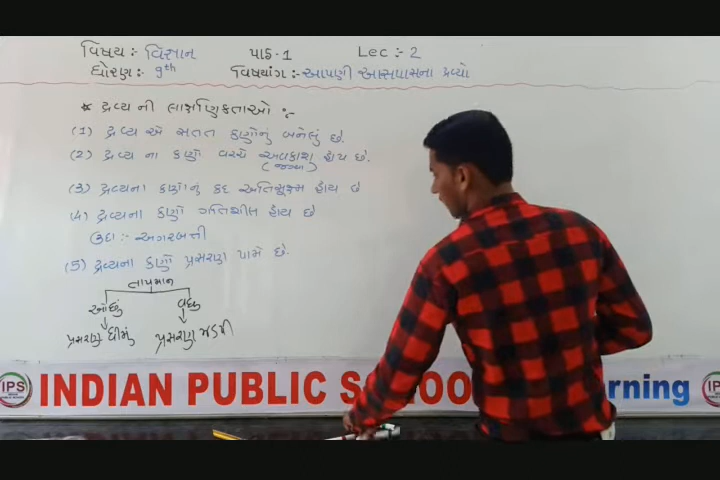 વિષય :- વિજ્ઞાન પાઠ-1 Lec :- 2
ધોરણ :- 9th વિષયાંગ :- આપણી આસપાસના દ્રવ્યો
* દ્રવ્ય ની લાક્ષણિકતાઓ :-
(1) દ્રવ્ય એ સતત કણોનું બનેલું છે.
(2) દ્રવ્ય ના કણો વચ્ચે અવકાશ હોય છે.
(જગ્યા)
(3) દ્રવ્યના કણોનું કદ અતિસૂક્ષ્મ હોય છે
(4) દ્રવ્યના કણો ગતિશીલ હોય છે
ઉદા :- અગરબત્તી
(5) દ્રવ્યના કણો પ્રસરણ પામે છે.
તાપમાન
ઓછું વધુ
પ્રસરણ ધીમું પ્રસરણ ઝડપી
IPS INDIAN PUBLIC rning IPS